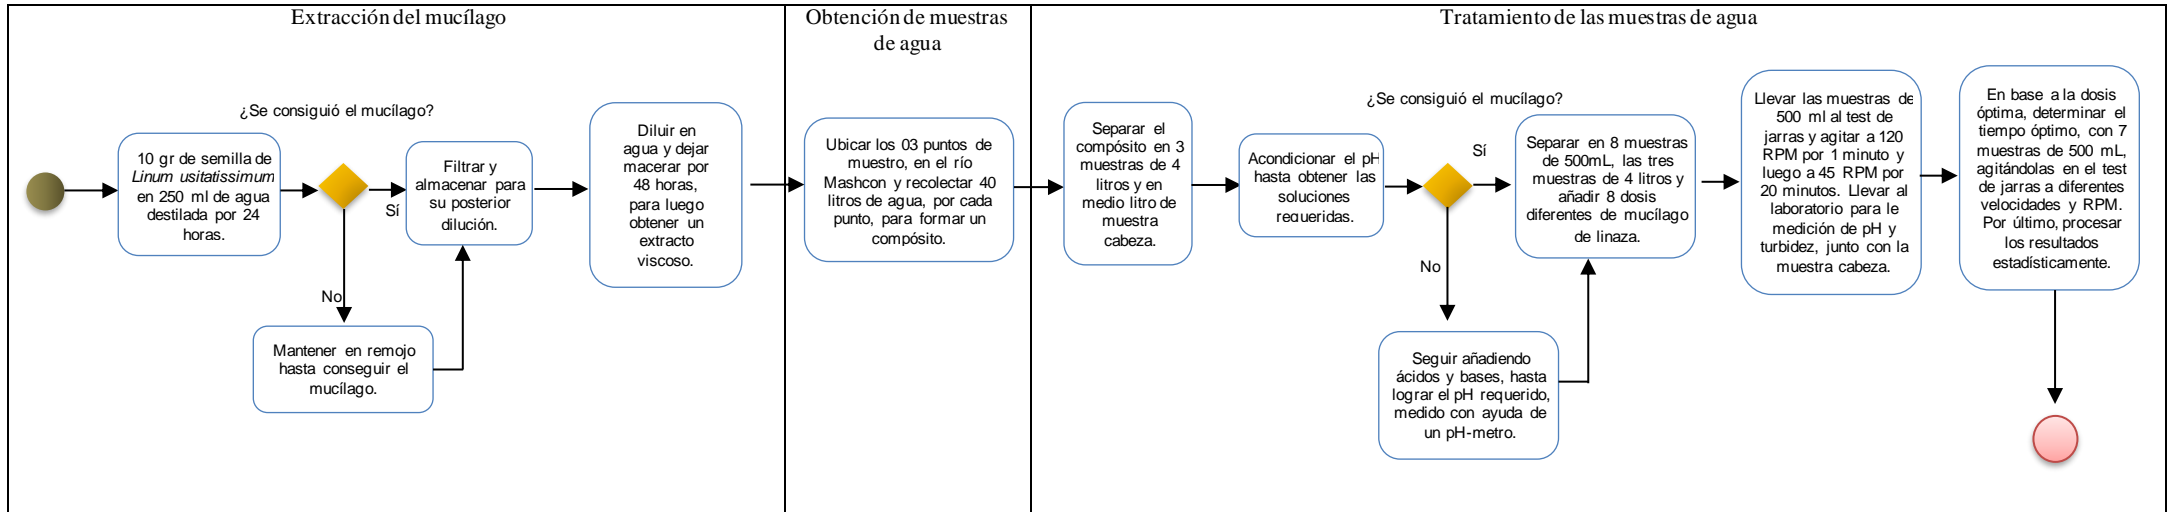 Extracción del mucílago
¿Se consiguió el mucílago?
10 gr de semilla de
Linum usitatissimum
en 250 ml de agua
destilada por 24
horas.
Sí
No
Filtrar y
almacenar para
su posterior
dilución.
Mantener en remojo
hasta conseguir el
mucílago.
Diluir en
agua y dejar
macerar por
48 horas,
para luego
obtener un
extracto
viscoso.
Obtención de muestras
de agua
Ubicar los 03 puntos de
muestro, en el río
Mashcon y recolectar 40
litros de agua, por cada
punto, para formar un
compósito.
Tratamiento de las muestras de agua
Separar el
compósito en 3
muestras de 4
litros y en
medio litro de
muestra
cabeza.
Acondicionar el pH
hasta obtener las
soluciones
requeridas.
¿Se consiguió el mucílago?
Sí
No
Seguir añadiendo
ácidos y bases, hasta
lograr el pH requerido,
medido con ayuda de
un pH-metro.
Separar en 8 muestras
de 500mL, las tres
muestras de 4 litros y
añadir 8 dosis
diferentes de mucílago
de linaza.
Llevar las muestras de
500 ml al test de
jarras y agitar a 120
RPM por 1 minuto y
luego a 45 RPM por
20 minutos. Llevar al
laboratorio para le
medición de pH y
turbidez, junto con la
muestra cabeza.
En base a la dosis
óptima, determinar el
tiempo óptimo, con 7
muestras de 500 mL,
agitándolas en el test
de jarras a diferentes
velocidades y RPM.
Por último, procesar
los resultados
estadísticamente.